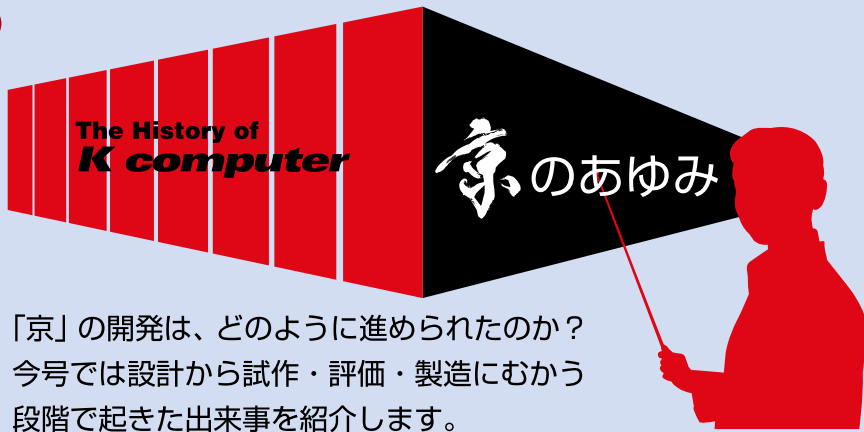 The History of
K computer
京のあゆみ
「京」の開発は、どのように進められたのか？
今号では設計から試作・評価・製造にむかう
段階で起きた出来事を紹介します。